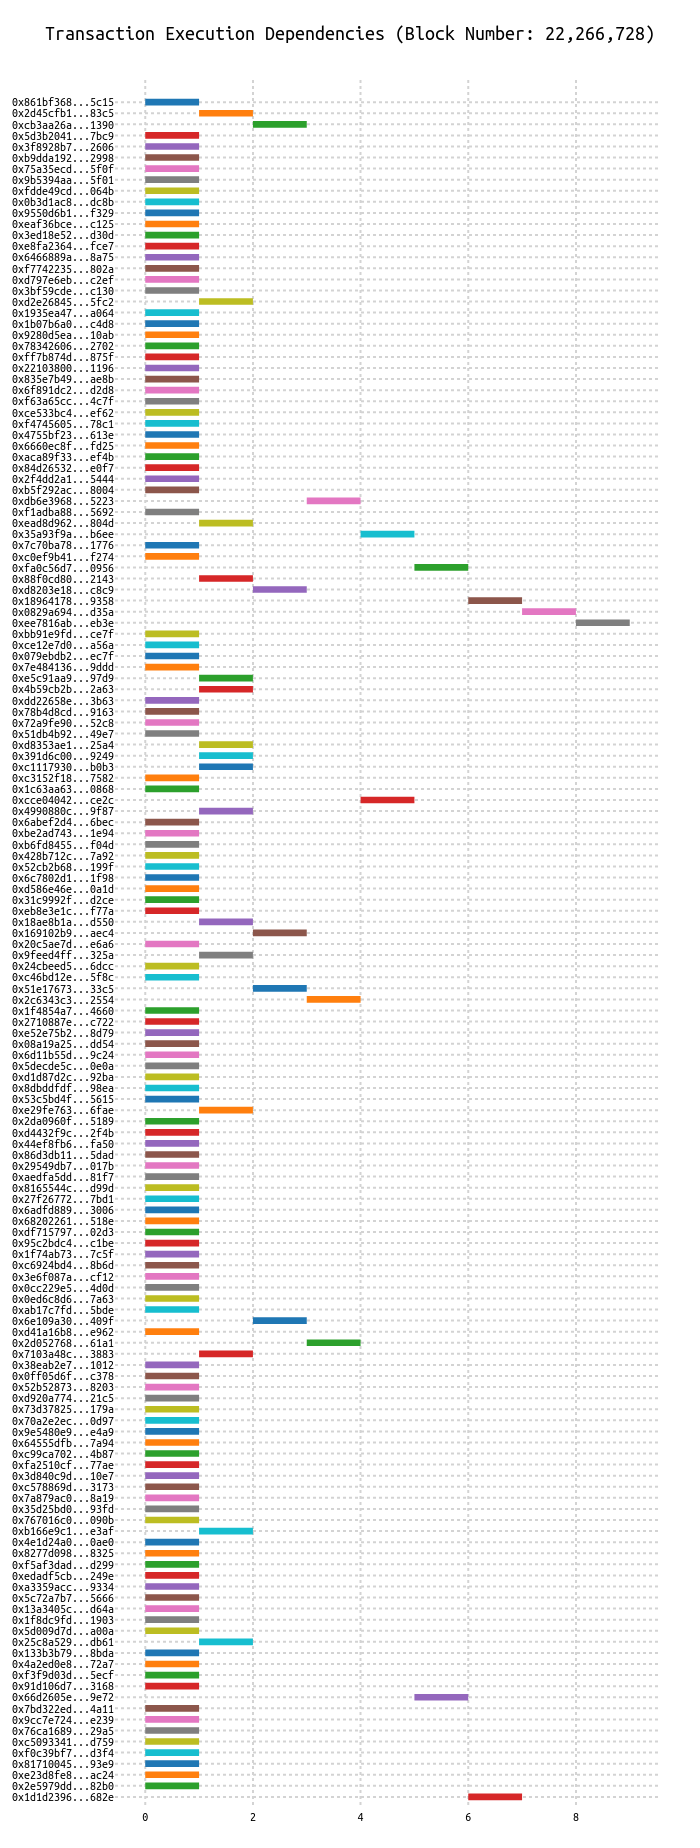 Transaction Execution Dependencies (Block Number: 22,266,728)
0x861bf368...5c15
0x2d45cfb1...83c5
0xcb3aa26a...1390
0x5d3b2041...7bc9
0x3f8928b7...2606
0xb9dda192...2998
0x75a35ecd...5f0f
0x9b5394aa...5f01
0xfdde49cd...064b
0x0b3d1ac8...dc8b
0x9550d6b1...f329
0xeaf36bce...c125
0x3ed18e52...d30d
0xe8fa2364...fce7
0x6466889a...8a75
0xf7742235...802a
0xd797e6eb...c2ef
0x3bf59cde...c130
0xd2e26845...5fc2
0x1935ea47...a064
0x1b07b6a0...c4d8
0x9280d5ea...10ab
0x78342606...2702
0xff7b874d...875f
0x22103800...1196
0x835e7b49...ae8b
0x6f891dc2...d2d8
0xf63a65cc...4c7f
0xce533bc4...ef62
0xf4745605...78c1
0x4755bf23...613e
0x6660ec8f...fd25
0xaca89f33...ef4b
0x84d26532...e0f7
0x2f4dd2a1...5444
0xb5f292ac...8004
0xdb6e3968...5223
0xf1adba88...5692
0xead8d962...804d
0x35a93f9a...b6ee
0x7c70ba78...1776
0xc0ef9b41...f274
0xfa0c56d7...0956
0x88f0cd80...2143
0xd8203e18...c8c9
0x18964178...9358
0x0829a694...d35a
0xee7816ab...eb3e
0xbb91e9fd...ce7f
0xce12e7d0...a56a
0x079ebdb2...ec7f
0x7e484136...9ddd
0xe5c91aa9...97d9
0x4b59cb2b...2a63
0xdd22658e...3b63
0x78b4d8cd...9163
0x72a9fe90...52c8
0x51db4b92...49e7
0xd8353ae1...25a4
0x391d6c00...9249
0xc1117930...b0b3
0xc3152f18...7582
0x1c63aa63...0868
0xcce04042...ce2c
0x4990880c...9f87
0x6abef2d4...6bec
0xbe2ad743...1e94
0xb6fd8455...f04d
0x428b712c...7a92
0x52cb2b68...199f
0x6c7802d1...1f98
0xd586e46e...0a1d
0x31c9992f...d2ce
0xeb8e3e1c...f77a
0x18ae8b1a...d550
0x169102b9...aec4
0x20c5ae7d...e6a6
0x9feed4ff...325a
0x24cbeed5...6dcc
0xc46bd12e...5f8c
0x51e17673...33c5
0x2c6343c3...2554
0x1f4854a7...4660
0x2710887e...c722
0xe52e75b2...8d79
0x08a19a25...dd54
0x6d11b55d...9c24
0x5decde5c...0e0a
0xd1d87d2c...92ba
0x8dbddfdf...98ea
0x53c5bd4f...5615
0xe29fe763...6fae
0x2da0960f...5189
0xd4432f9c...2f4b
0x44ef8fb6...fa50
0x86d3db11...5dad
0x29549db7...017b
0xaedfa5dd...81f7
0x8165544c...d99d
0x27f26772...7bd1
0x6adfd889...3006
0x68202261...518e
0xdf715797...02d3
0x95c2bdc4...c1be
0x1f74ab73...7c5f
0xc6924bd4...8b6d
0x3e6f087a...cf12
0x0cc229e5...4d0d
0x0ed6c8d6...7a63
0xab17c7fd...5bde
0x6e109a30...409f
0xd41a16b8...e962
0x2d052768...61a1
0x7103a48c...3883
0x38eab2e7...1012
0x0ff05d6f...c378
0x52b52873...8203
0xd920a774...21c5
0x73d37825...179a
0x70a2e2ec...0d97
0x9e5480e9...e4a9
0x64555dfb...7a94
0xc99ca702...4b87
0xfa2510cf...77ae
0x3d840c9d...10e7
0xc578869d...3173
0x7a879ac0...8a19
0x35d25bd0...93fd
0x767016c0...090b
0xb166e9c1...e3af
0x4e1d24a0...0ae0
0x8277d098...8325
0xf5af3dad...d299
0xedadf5cb...249e
0xa3359acc...9334
0x5c72a7b7...5666
0x13a3405c...d64a
0x1f8dc9fd...1903
0x5d009d7d...a00a
0x25c8a529...db61
0x133b3b79...8bda
0x4a2ed0e8...72a7
0xf3f9d03d...5ecf
0x91d106d7...3168
0x66d2605e...9e72
0x7bd322ed...4a11
0x9cc7e724...e239
0x76ca1689...29a5
0xc5093341...d759
0xf0c39bf7...d3f4
0x81710045...93e9
0xe23d8fe8...ac24
0x2e5979dd...82b0
0x1d1d2396...682e
0 2 4 6 8